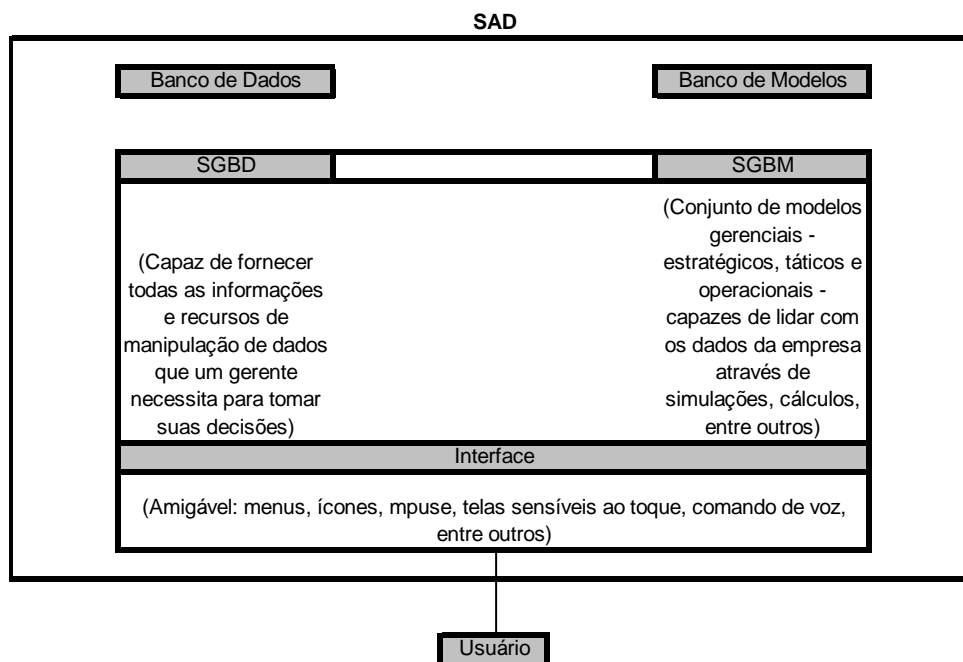 SAD
Banco de Dados
Banco de Modelos
SGBD
SGBM
(Capaz de fornecer
todas as informações
e recursos de
manipulação de dados
que um gerente
necessita para tomar
suas decisões)
(Conjunto de modelos
gerenciais -
estratégicos, táticos e
operacionais -
capazes de lidar com
os dados da empresa
através de
simulações, cálculos,
entre outros)
Interface
(Amigável: menus, ícones, mpuse, telas sensíveis ao toque, comando de voz,
entre outros)
Usuário